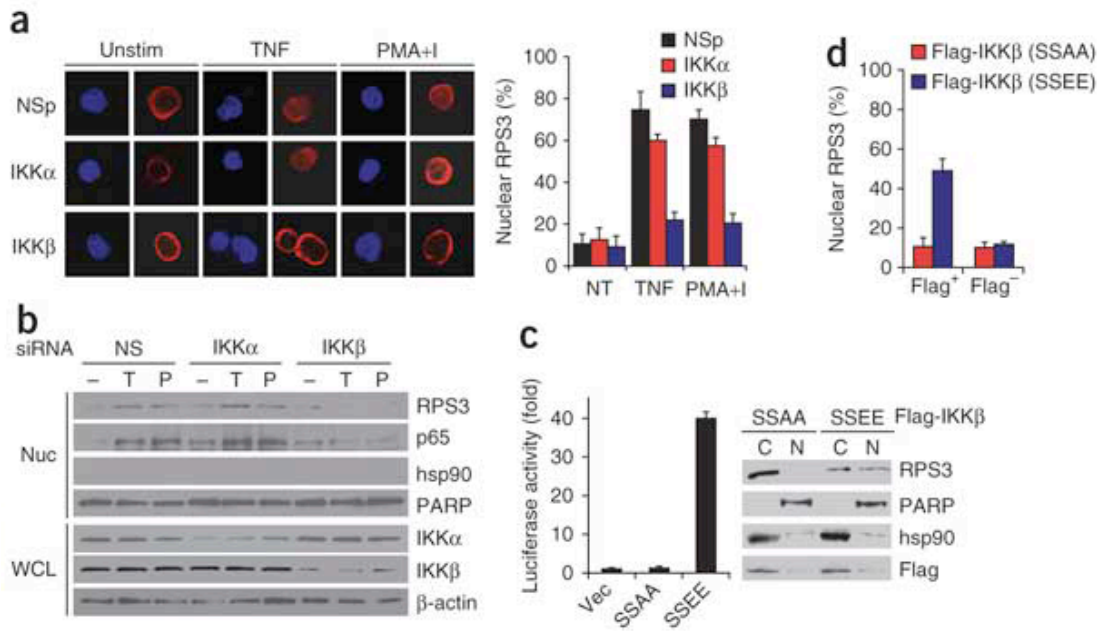 a
Unstim TNF PMA+I
NSp
IKKα
IKKβ
Nuclear RPS3 (%)
100
80
60
40
20
0
NSp
IKKα
IKKβ
NT TNF PMA+I
d
Flag-IKKβ (SSAA)
Flag-IKKβ (SSEE)
Nuclear RPS3 (%)
100
80
60
40
20
0
Flag+ Flag−
b
siRNA NS IKKα IKKβ
– T P – T P – T P
Nuc
RPS3
p65
hsp90
PARP
WCL
IKKα
IKKβ
β-actin
c
Luciferase activity (fold)
40
30
20
10
0
Vec SSAA SSEE
SSAA SSEE Flag-IKKβ
C N C N
RPS3
PARP
hsp90
Flag